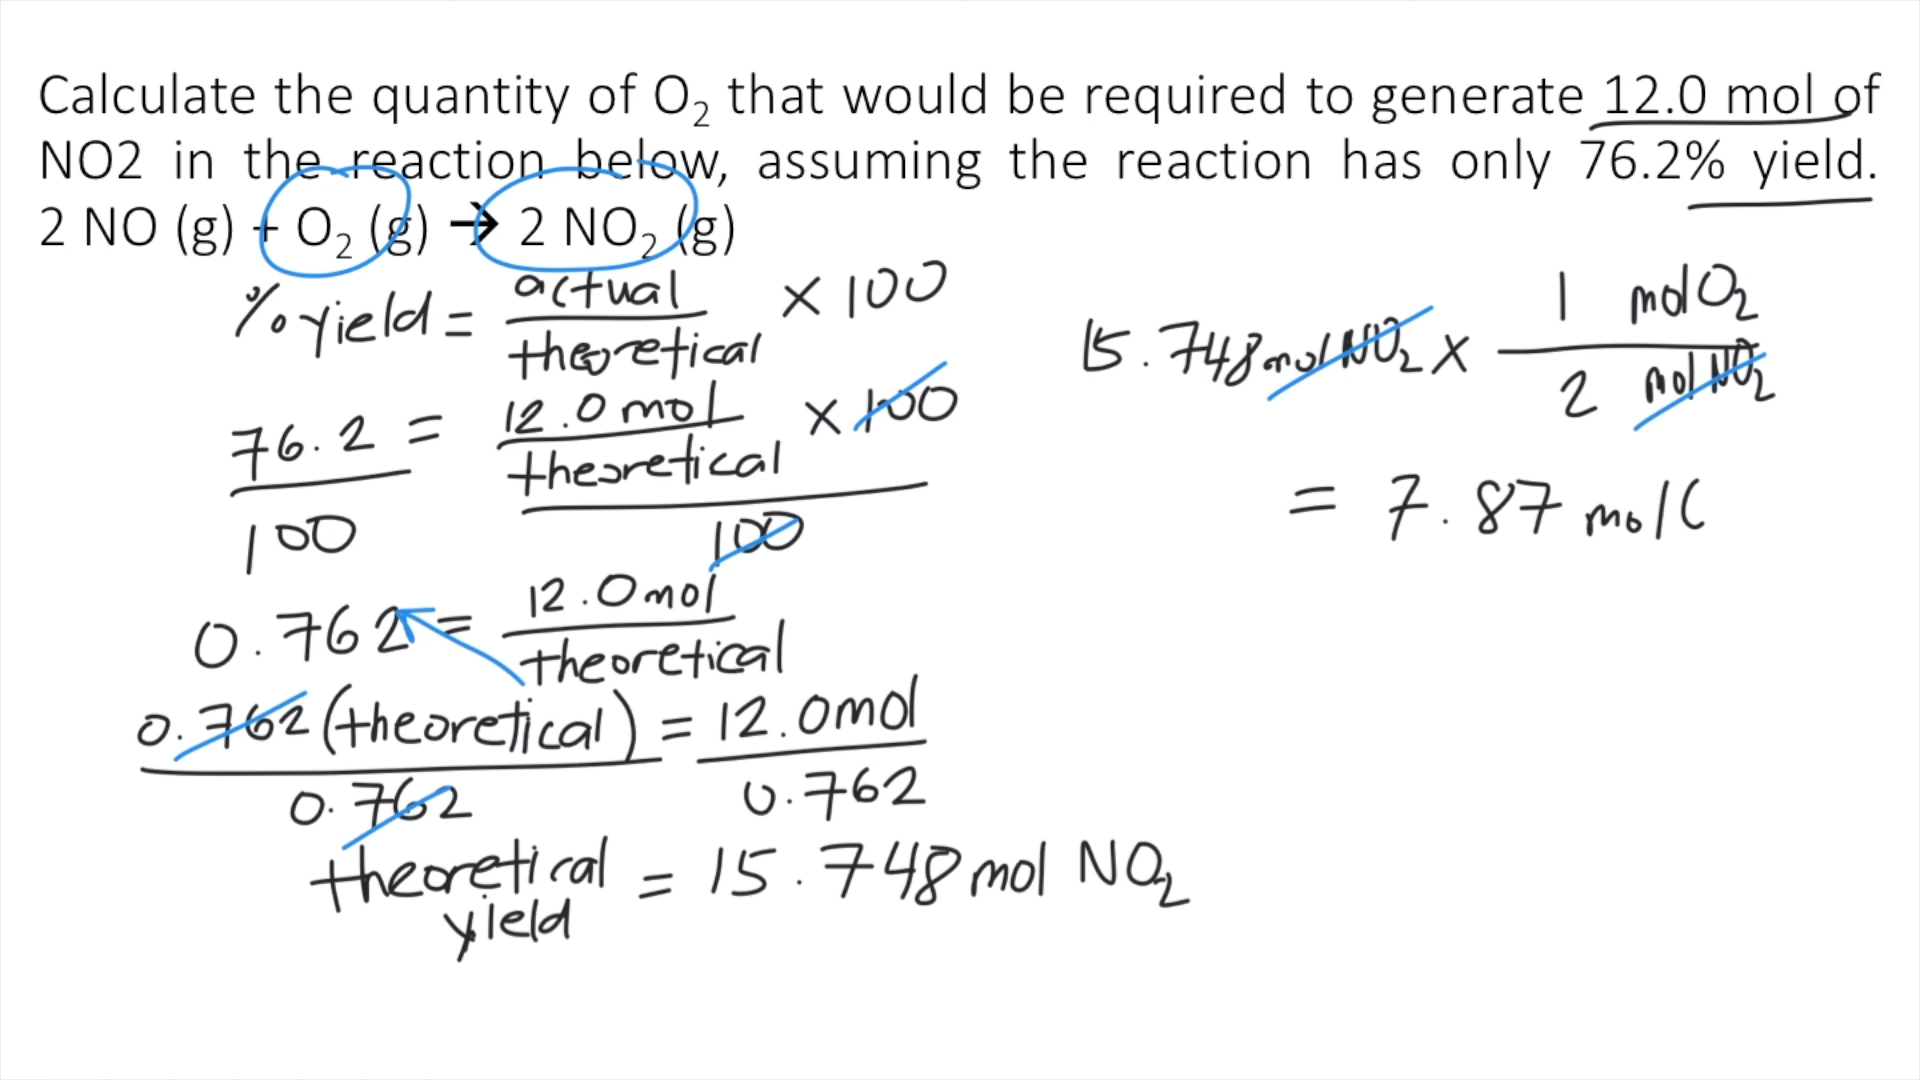 Calculate the quantity of O₂ that would be required to generate 12.0 mol of
NO2 in the reaction below, assuming the reaction has only 76.2% yield.
2 NO (g) + O₂ (g) → 2 NO₂ (g)
% yield = actual / theoretical × 100
76.2 / 100 = 12.0 mol / theoretical × 100 / 100
0.762 = 12.0 mol / theoretical
0.762 (theoretical) / 0.762 = 12.0 mol / 0.762
theoretical yield = 15.748 mol NO₂
15.748 mol NO₂ × 1 mol O₂ / 2 mol NO₂
= 7.87 mol (